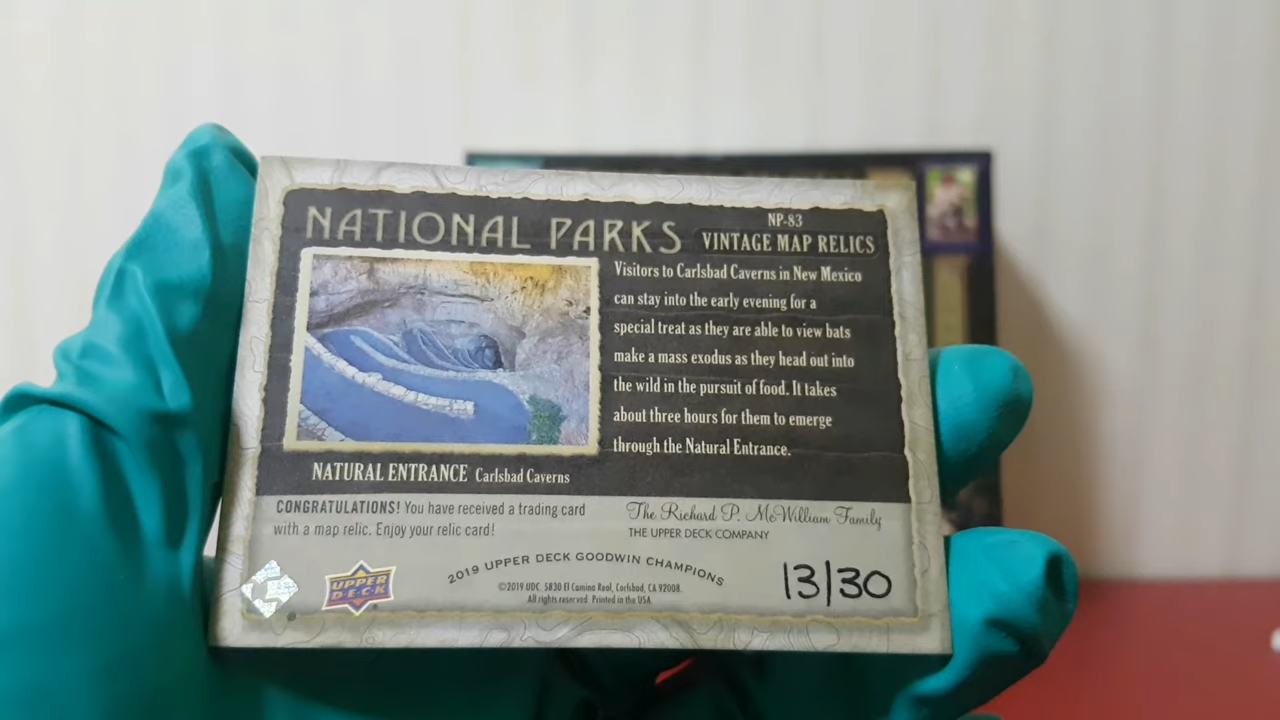 NATIONAL PARKS
NP-83
VINTAGE MAP RELICS
Visitors to Carlsbad Caverns in New Mexico
can stay into the early evening for a
special treat as they are able to view bats
make a mass exodus as they head out into
the wild in the pursuit of food. It takes
about three hours for them to emerge
through the Natural Entrance.
NATURAL ENTRANCE Carlsbad Caverns
CONGRATULATIONS! You have received a trading card
with a map relic. Enjoy your relic card!
The Richard P. McWilliam Family
THE UPPER DECK COMPANY
2019 UPPER DECK GOODWIN CHAMPIONS
©2019 UDC. 5830 El Camino Real, Carlsbad, CA 92008.
All rights reserved. Printed in the USA.
UPPER
D·E·C·K
13/30